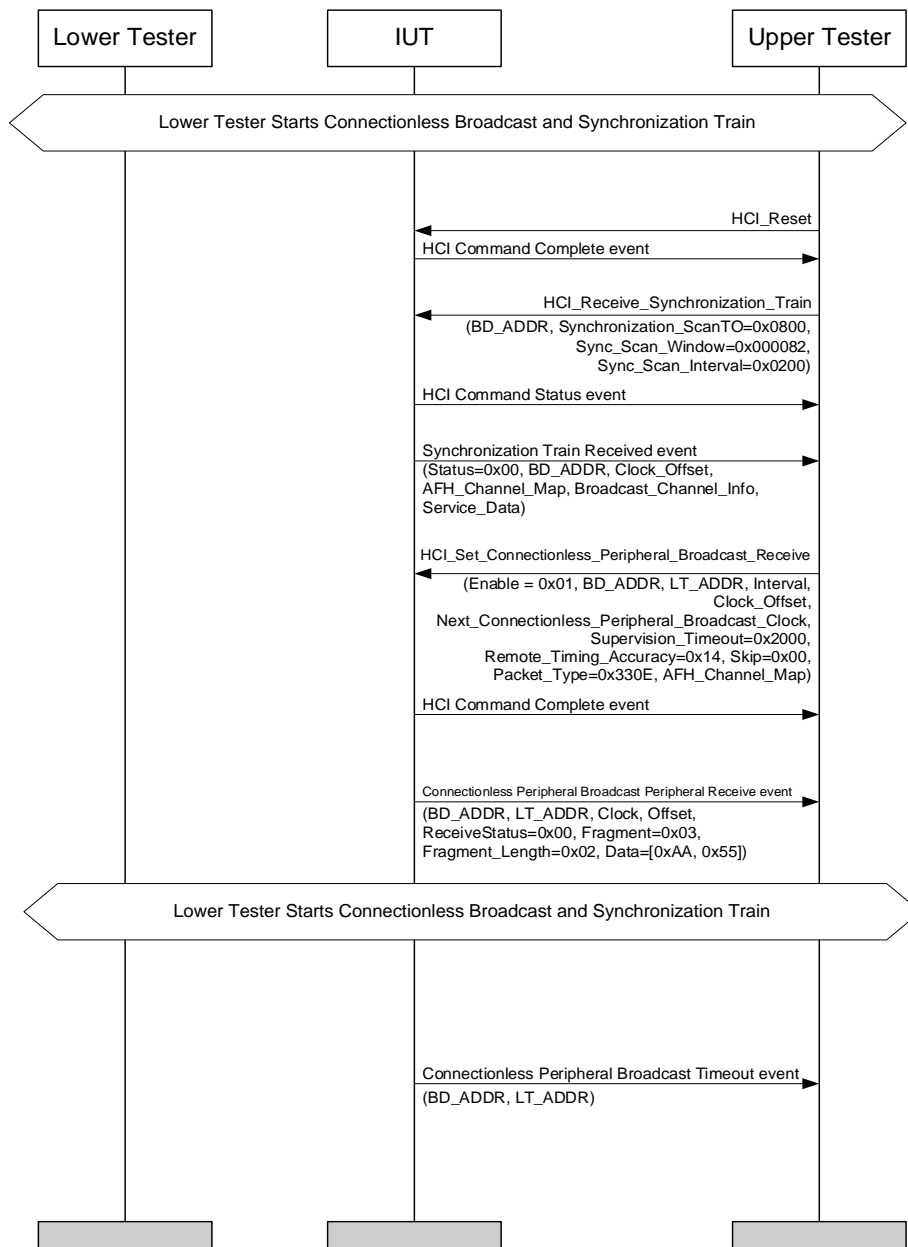 Lower Tester
IUT
Upper Tester
Lower Tester Starts Connectionless Broadcast and Synchronization Train
HCI_Reset
HCI Command Complete event
HCI_Receive_Synchronization_Train
(BD_ADDR, Synchronization_ScanTO=0x0800,
Sync_Scan_Window=0x000082,
Sync_Scan_Interval=0x0200)
HCI Command Status event
Synchronization Train Received event
(Status=0x00, BD_ADDR, Clock_Offset,
AFH_Channel_Map, Broadcast_Channel_Info,
Service_Data)
HCI_Set_Connectionless_Peripheral_Broadcast_Receive
(Enable = 0x01, BD_ADDR, LT_ADDR, Interval,
Clock_Offset,
Next_Connectionless_Peripheral_Broadcast_Clock,
Supervision_Timeout=0x2000,
Remote_Timing_Accuracy=0x14, Skip=0x00,
Packet_Type=0x330E, AFH_Channel_Map)
HCI Command Complete event
Connectionless Peripheral Broadcast Peripheral Receive event
(BD_ADDR, LT_ADDR, Clock, Offset,
ReceiveStatus=0x00, Fragment=0x03,
Fragment_Length=0x02, Data=[0xAA, 0x55])
Lower Tester Starts Connectionless Broadcast and Synchronization Train
Connectionless Peripheral Broadcast Timeout event
(BD_ADDR, LT_ADDR)